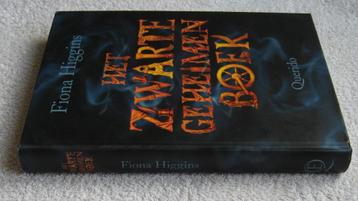 Fiona Higgins
HET
ZWARTE
GEHEIMEN
BOEK
Querido
Fiona Higgins